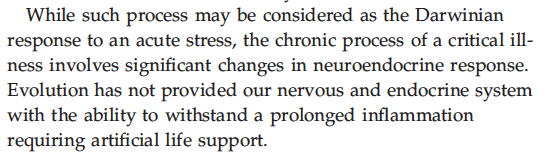 While such process may be considered as the Darwinian
response to an acute stress, the chronic process of a critical ill-
ness involves significant changes in neuroendocrine response.
Evolution has not provided our nervous and endocrine system
with the ability to withstand a prolonged inflammation
requiring artificial life support.